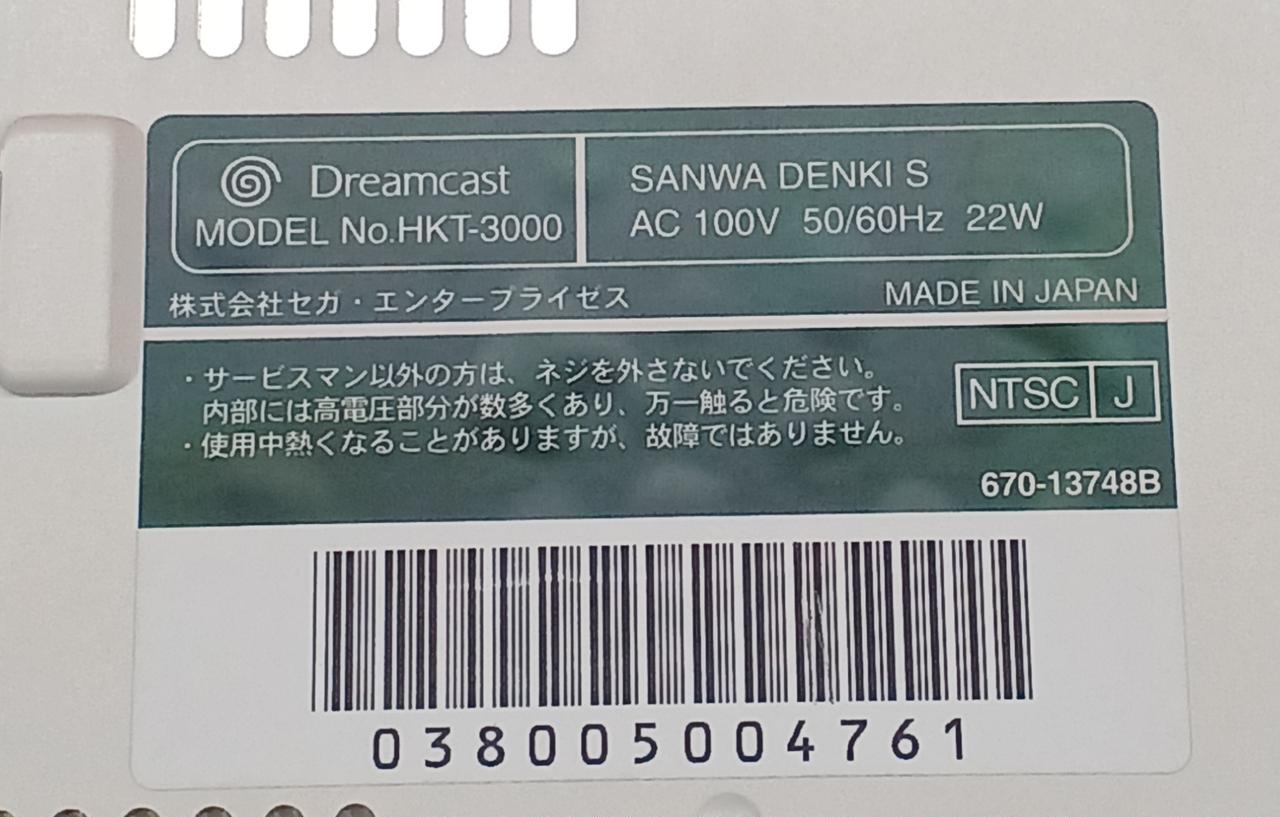 Dreamcast
MODEL No.HKT-3000
SANWA DENKI S
AC 100V 50/60Hz 22W
株式会社セガ・エンタープライゼス
MADE IN JAPAN
・サービスマン以外の方は、ネジを外さないでください。
内部には高電圧部分が数多くあり、万一触ると危険です。
・使用中熱くなることがありますが、故障ではありません。
NTSC J
670-13748B
038005004761